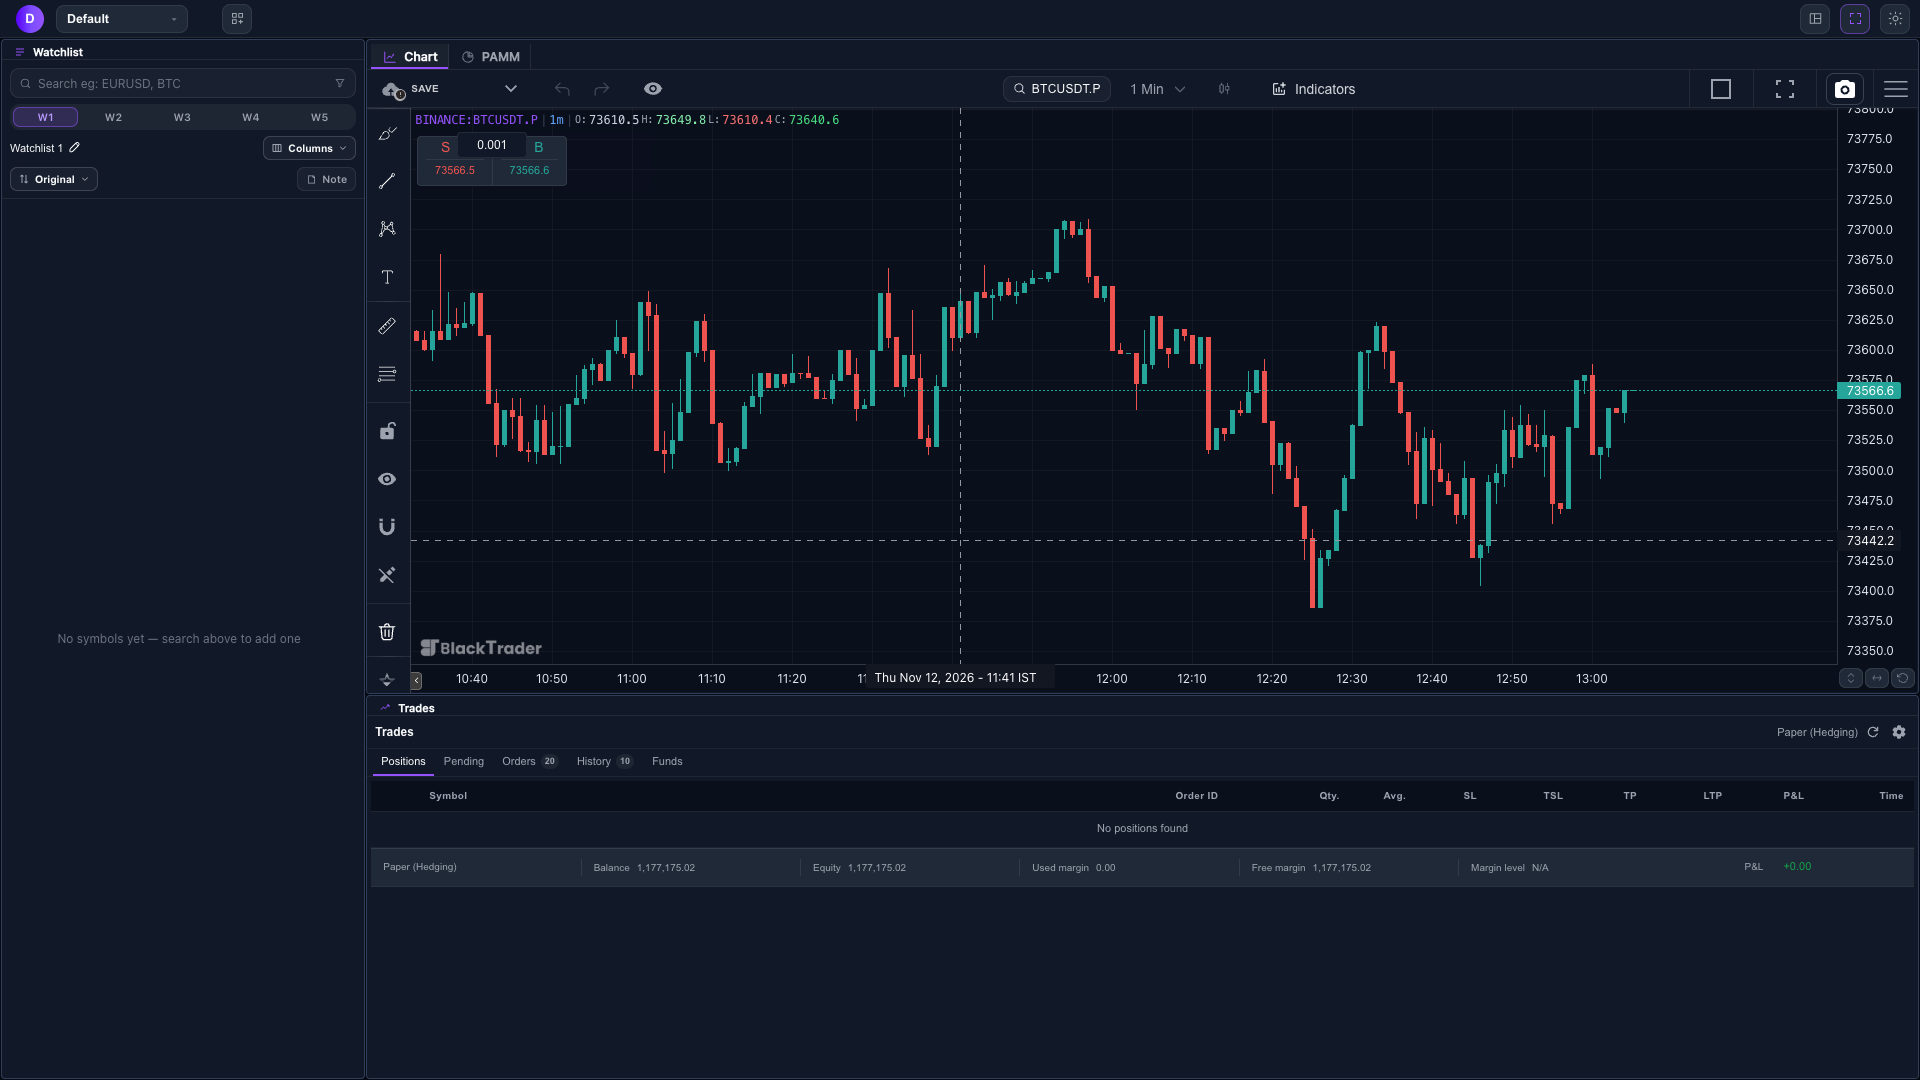 D Default
Watchlist
Search eg: EURUSD, BTC
W1 W2 W3 W4 W5
Watchlist 1 Columns
Original Note
No symbols yet — search above to add one
Chart PAMM
SAVE BTCUSDT.P 1 Min Indicators
BINANCE:BTCUSDT.P 1m O: 73610.5 H: 73649.8 L: 73610.4 C: 73640.6
S 0.001 B
73566.5 73566.6
73800.0
73775.0
73750.0
73725.0
73700.0
73675.0
73650.0
73625.0
73600.0
73575.0
73566.6
73550.0
73525.0
73500.0
73475.0
73450.0
73442.2
73425.0
73400.0
73375.0
73350.0
BlackTrader
10:40 10:50 11:00 11:10 11:20 Thu Nov 12, 2026 - 11:41 IST 12:00 12:10 12:20 12:30 12:40 12:50 13:00
Trades
Trades Paper (Hedging)
Positions Pending Orders 20 History 10 Funds
Symbol Order ID Qty. Avg. SL TSL TP LTP P&L Time
No positions found
Paper (Hedging) Balance 1,177,175.02 Equity 1,177,175.02 Used margin 0.00 Free margin 1,177,175.02 Margin level N/A P&L +0.00